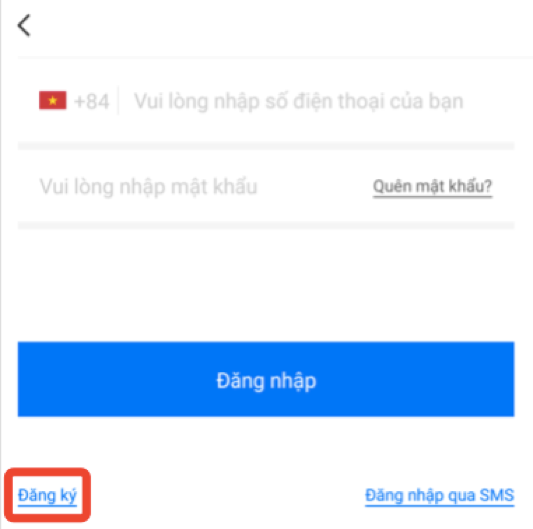 +84 Vui lòng nhập số điện thoại của bạn
Vui lòng nhập mật khẩu Quên mật khẩu?
Đăng nhập
Đăng ký Đăng nhập qua SMS